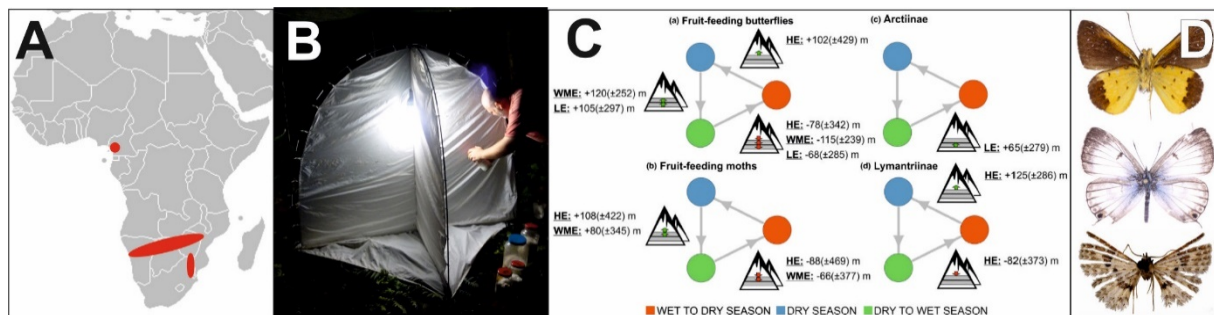 A
B
C
D
(a) Fruit-feeding butterflies
HE: +102(±429) m
WME: +120(±252) m
LE: +105(±297) m
HE: -78(±342) m
WME: -115(±239) m
LE: -68(±285) m
(c) Arctiinae
LE: +65(±279) m
(b) Fruit-feeding moths
HE: +108(±422) m
WME: +80(±345) m
HE: -88(±469) m
WME: -66(±377) m
(d) Lymantriinae
HE: +125(±286) m
HE: -82(±373) m
WET TO DRY SEASON DRY SEASON DRY TO WET SEASON